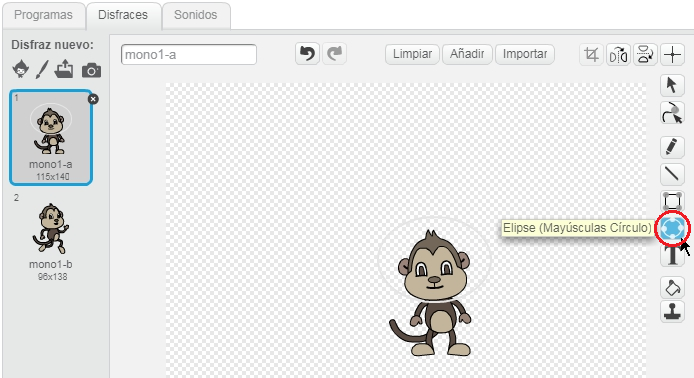 Programas Disfraces Sonidos
Disfraz nuevo:
mono1-a
Limpiar Añadir Importar
1
mono1-a
115x140
2
mono1-b
96x138
Elipse (Mayúsculas Círculo)
T